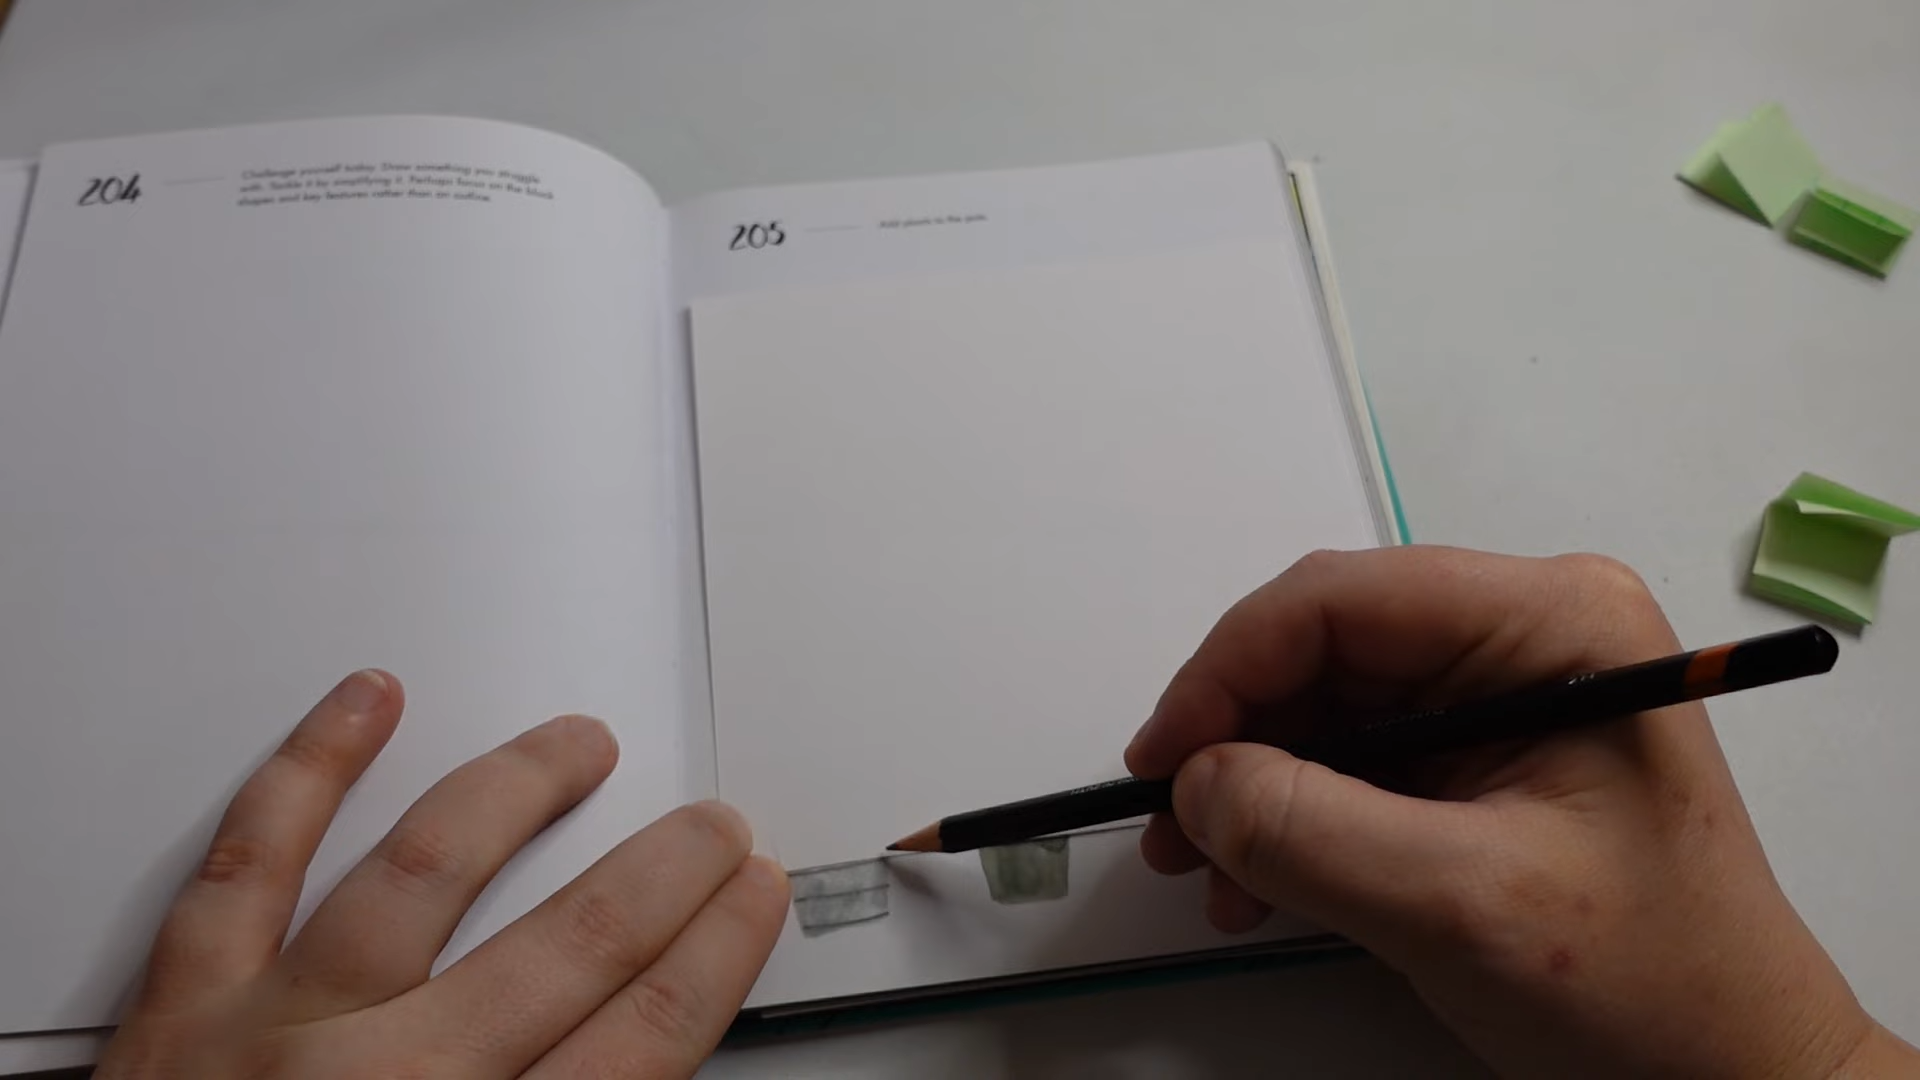 204
Challenge yourself today. Draw something you struggle
with. Tackle it by simplifying it. Perhaps focus on the block
shapes and key features rather than an outline.
205
Add plants to the pots.